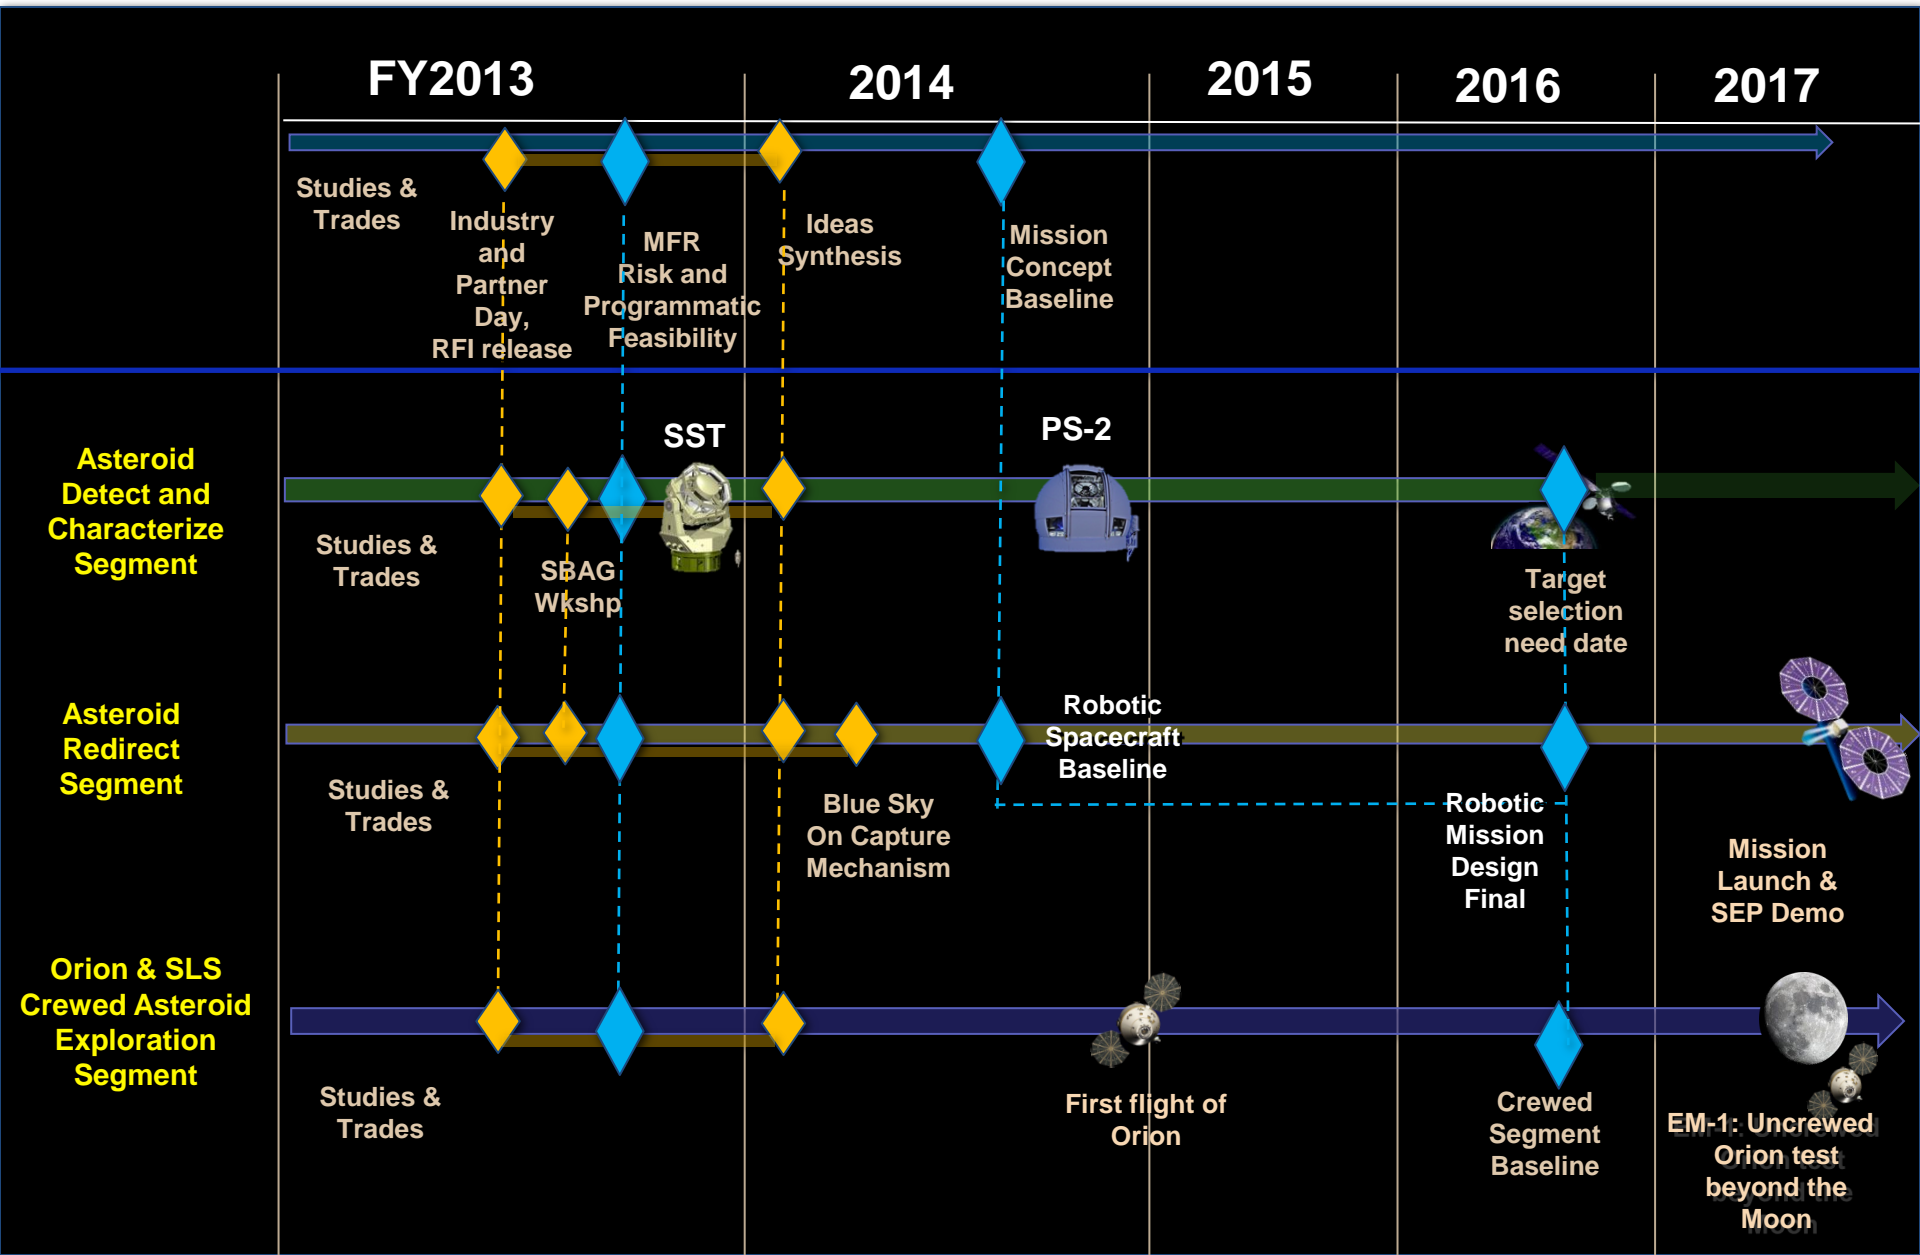 FY2013
2014
2015
2016
2017
Studies &
Trades
Industry
and
Partner
Day,
RFI release
MFR
Risk and
Programmatic
Feasibility
Ideas
Synthesis
Mission
Concept
Baseline
Asteroid
Detect and
Characterize
Segment
Studies &
Trades
SBAG
Wkshp
SST
PS-2
Target
selection
need date
Asteroid
Redirect
Segment
Studies &
Trades
Blue Sky
On Capture
Mechanism
Robotic
Spacecraft
Baseline
Robotic
Mission
Design
Final
Mission
Launch &
SEP Demo
Orion & SLS
Crewed Asteroid
Exploration
Segment
Studies &
Trades
First flight of
Orion
Crewed
Segment
Baseline
EM-1: Uncrewed
Orion test
beyond the
Moon